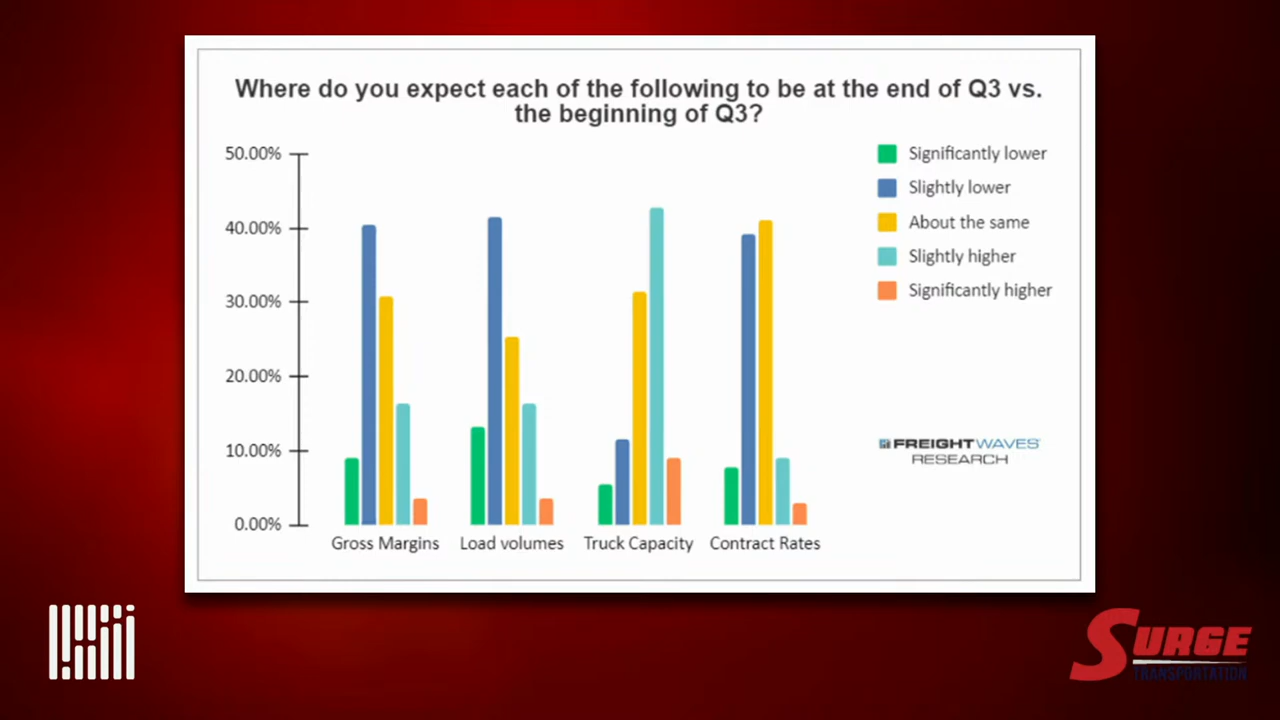 Where do you expect each of the following to be at the end of Q3 vs.
the beginning of Q3?
50.00%
40.00%
30.00%
20.00%
10.00%
0.00%
Gross Margins
Load volumes
Truck Capacity
Contract Rates
Significantly lower
Slightly lower
About the same
Slightly higher
Significantly higher
FREIGHTWAVES
RESEARCH
SURGE
TRANSPORTATION